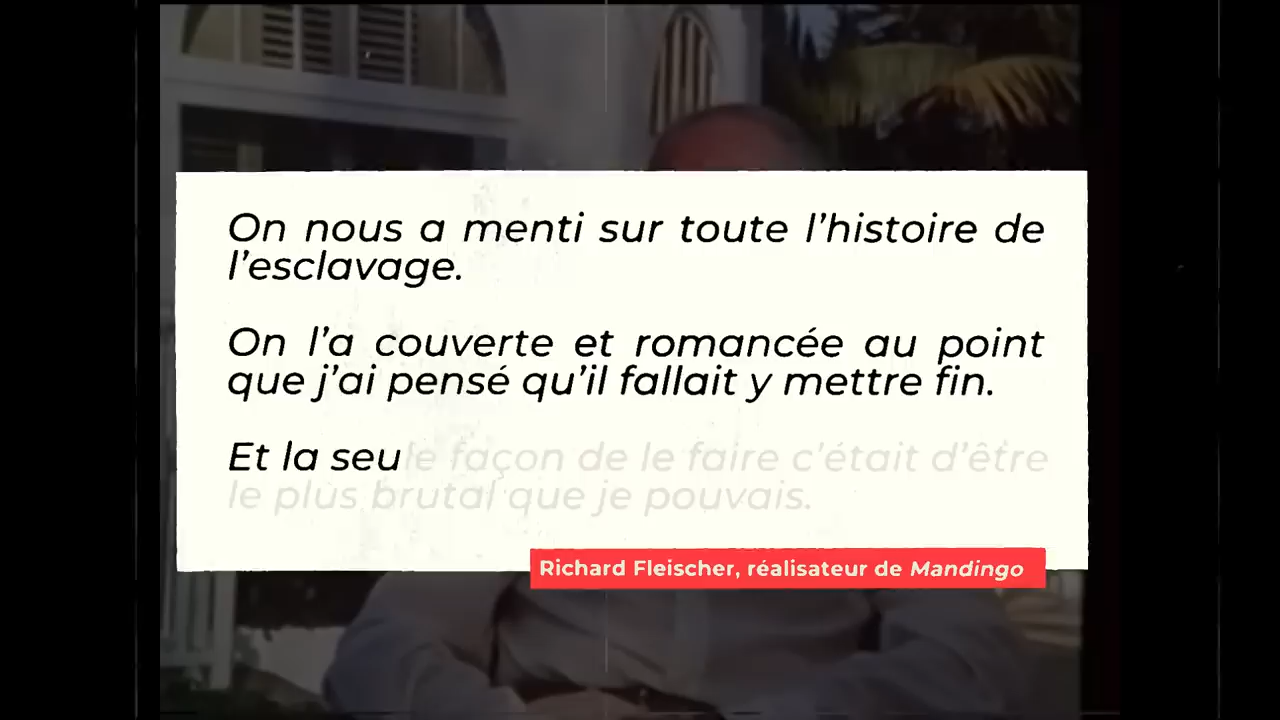 On nous a menti sur toute l'histoire de
l'esclavage.
On l'a couverte et romancée au point
que j'ai pensé qu'il fallait y mettre fin.
Et la seule façon de le faire c'était d'être
le plus brutal que je pouvais.
Richard Fleischer, réalisateur de Mandingo